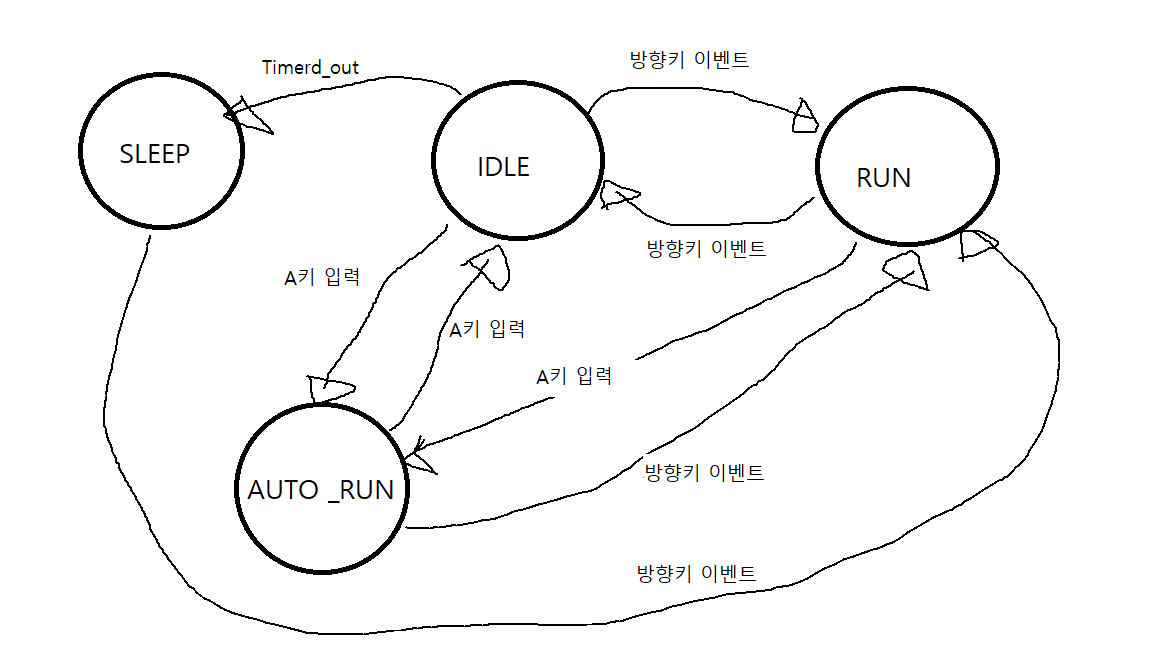 Timerd_out
방향키 이벤트
SLEEP
IDLE
RUN
방향키 이벤트
A키 입력
A키 입력
A키 입력
AUTO _RUN
방향키 이벤트
방향키 이벤트